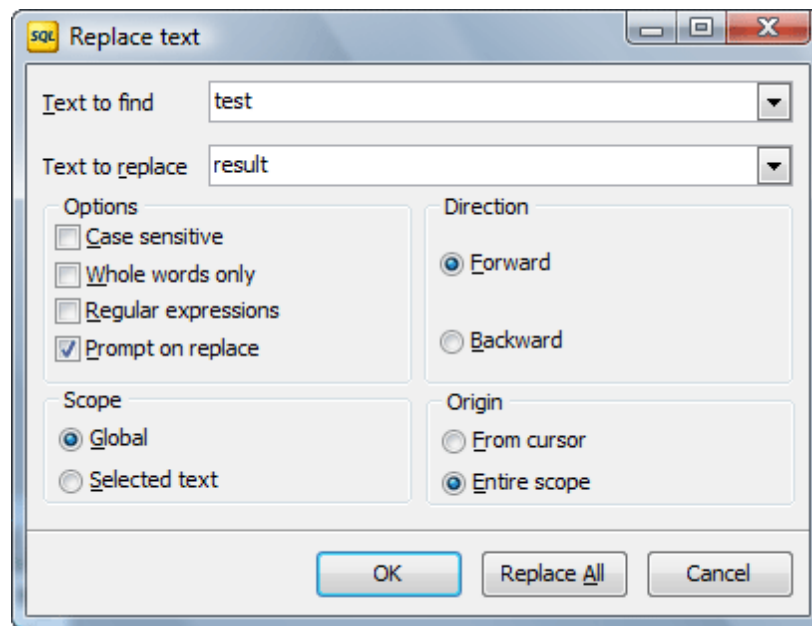 SQL Replace text
Text to find test
Text to replace result
Options
Case sensitive
Whole words only
Regular expressions
Prompt on replace
Direction
Forward
Backward
Scope
Global
Selected text
Origin
From cursor
Entire scope
OK Replace All Cancel